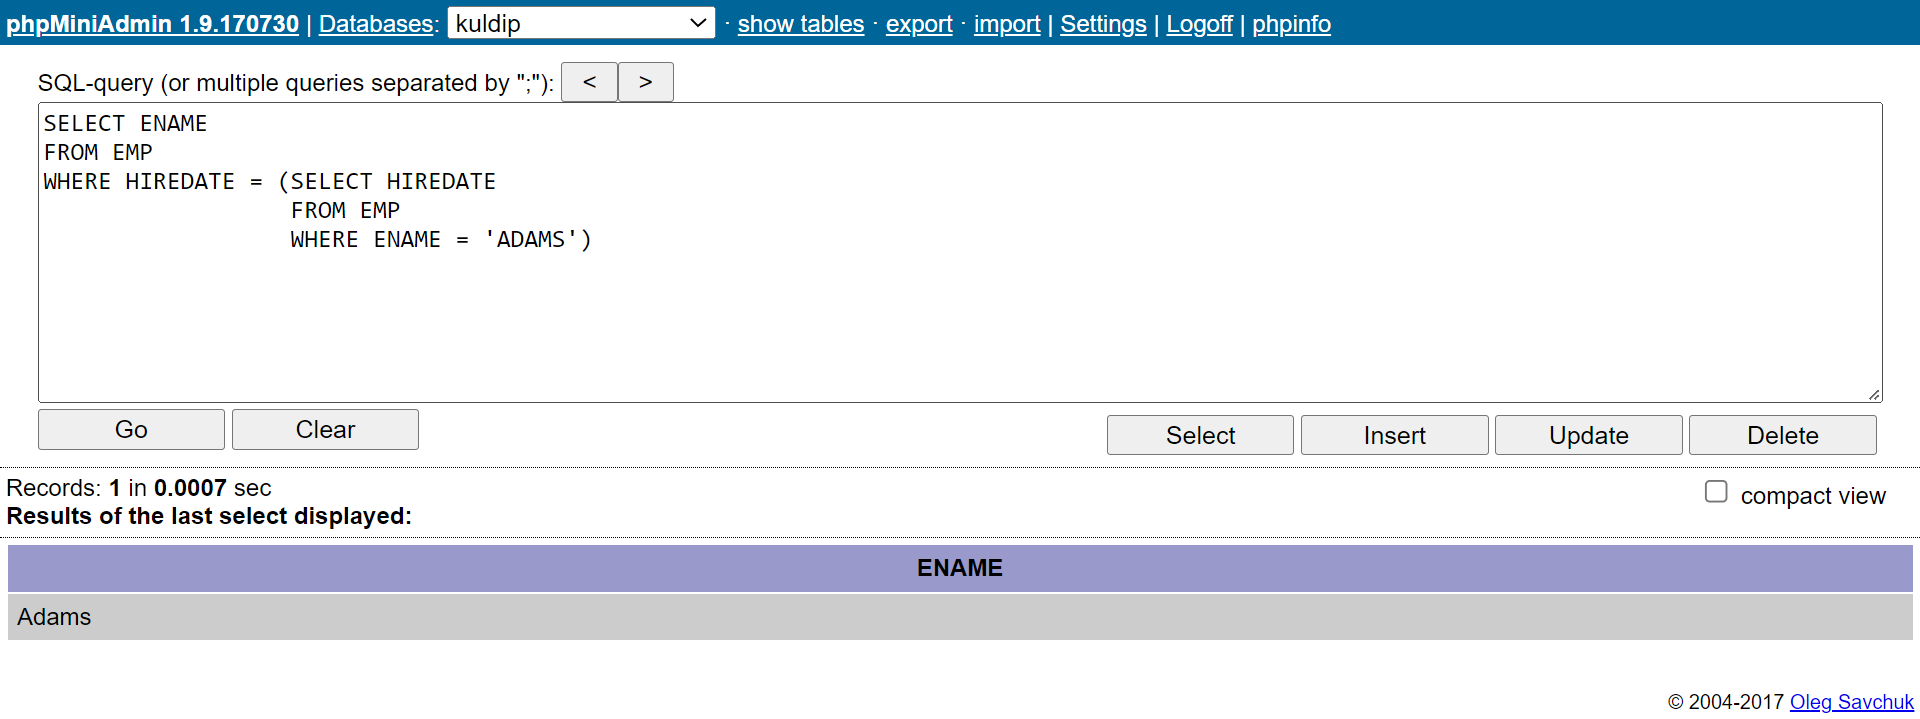 phpMiniAdmin 1.9.170730 | Databases: kuldip · show tables · export · import | Settings | Logoff | phpinfo
SQL-query (or multiple queries separated by ";"): < >
SELECT ENAME
FROM EMP
WHERE HIREDATE = (SELECT HIREDATE
                  FROM EMP
                  WHERE ENAME = 'ADAMS')
Go Clear Select Insert Update Delete
Records: 1 in 0.0007 sec compact view
Results of the last select displayed:
ENAME
Adams
© 2004-2017 Oleg Savchuk